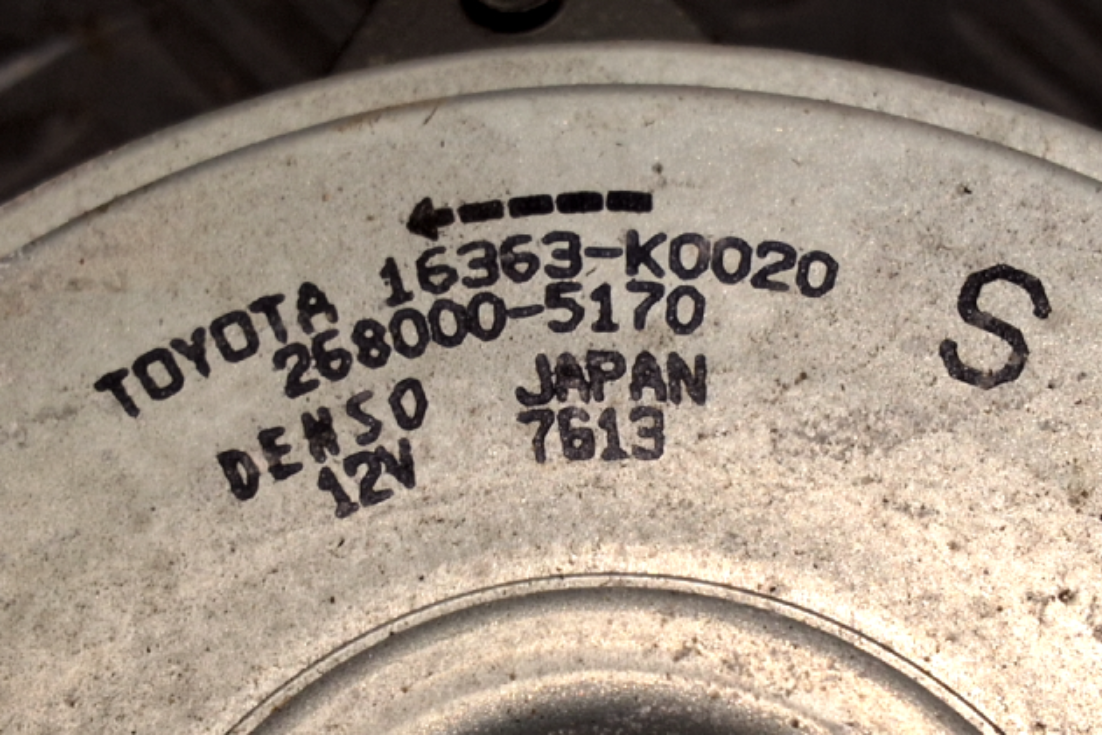 TOYOTA 16363-K0020
268000-5170
DENSO JAPAN
12V 7613
S